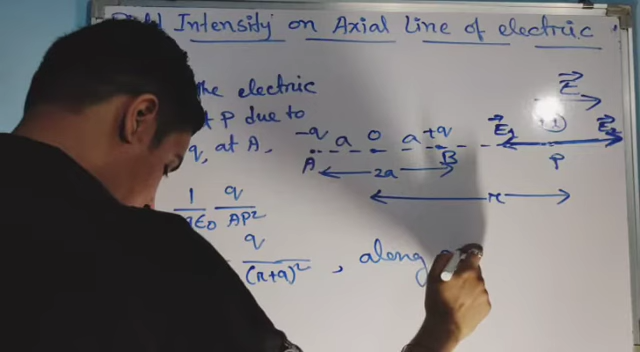 Intensity on Axial Line of electric
the electric
P due to
q, at A,
-q a O a +q
A B
2a
E₁ E₂
E
P
r
1/4πε₀ q/AP²
q/(r+a)², along